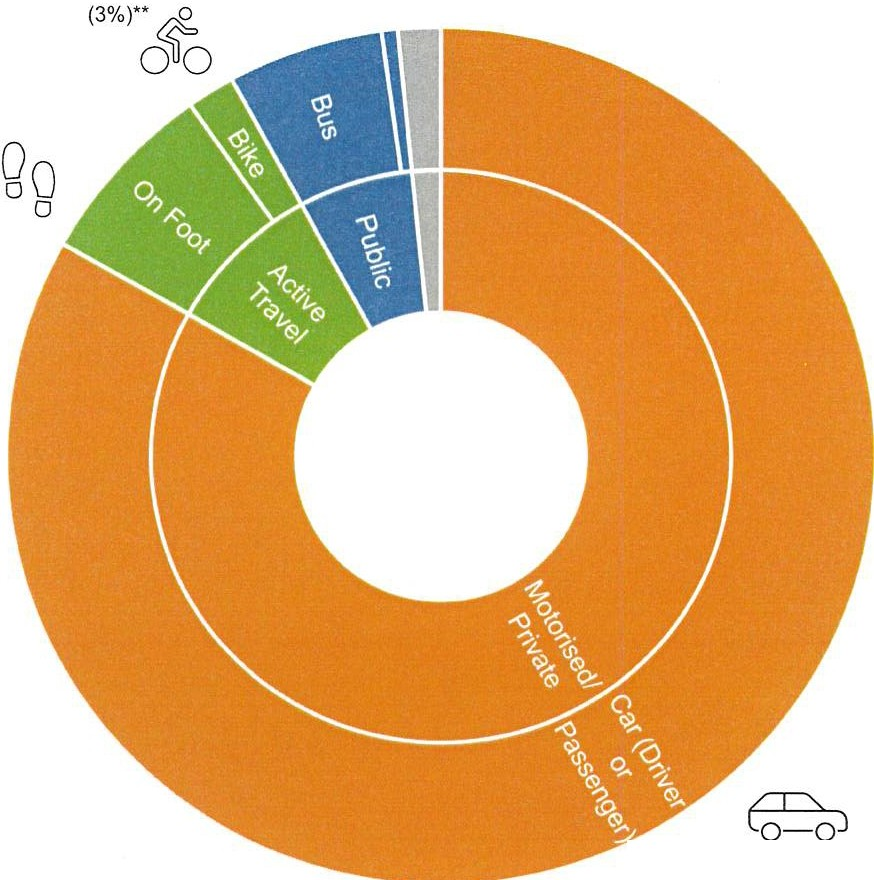 (3%)**
Bus
Bike
On Foot
Public
Active
Travel
Motorised/
Private
Car (Driver
or
Passenger)